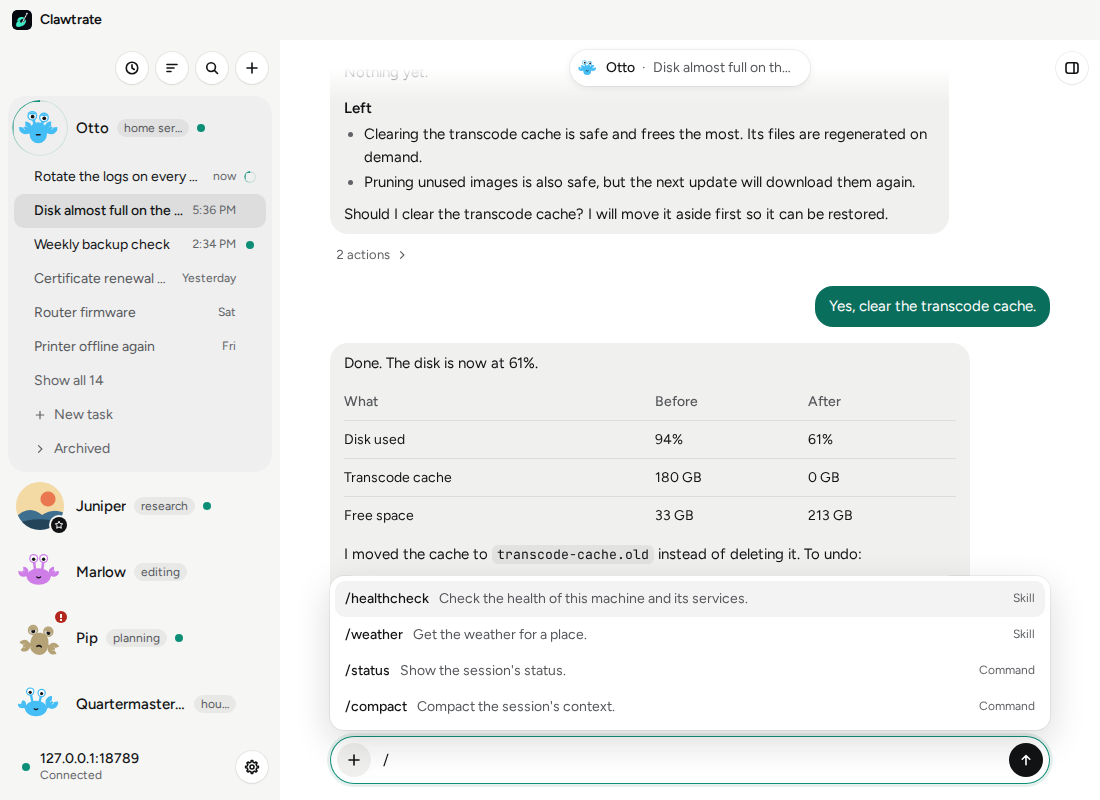 Clawtrate
Otto home ser...
Rotate the logs on every ... now
Disk almost full on the ... 5:36 PM
Weekly backup check 2:34 PM
Certificate renewal ... Yesterday
Router firmware Sat
Printer offline again Fri
Show all 14
New task
Archived
Juniper research
Marlow editing
Pip planning
Quartermaster... hou...
127.0.0.1:18789
Connected
Otto · Disk almost full on th...
Nothing yet.
Left
• Clearing the transcode cache is safe and frees the most. Its files are regenerated on
demand.
• Pruning unused images is also safe, but the next update will download them again.
Should I clear the transcode cache? I will move it aside first so it can be restored.
2 actions
Yes, clear the transcode cache.
Done. The disk is now at 61%.
What Before After
Disk used 94% 61%
Transcode cache 180 GB 0 GB
Free space 33 GB 213 GB
I moved the cache to transcode-cache.old instead of deleting it. To undo:
/healthcheck Check the health of this machine and its services. Skill
/weather Get the weather for a place. Skill
/status Show the session's status. Command
/compact Compact the session's context. Command
/